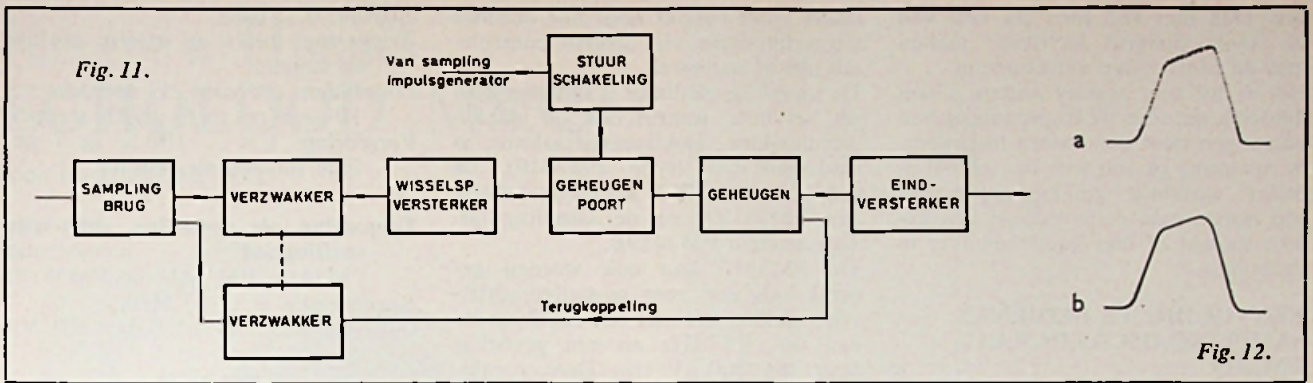 Fig. 11.
Van sampling
impulsgenerator
STUUR
SCHAKELING
SAMPLING
BRUG
VERZWAKKER
WISSELSP.
VERSTERKER
GEHEUGEN
POORT
GEHEUGEN
EIND-
VERSTERKER
VERZWAKKER
Terugkoppeling
a
b
Fig. 12.